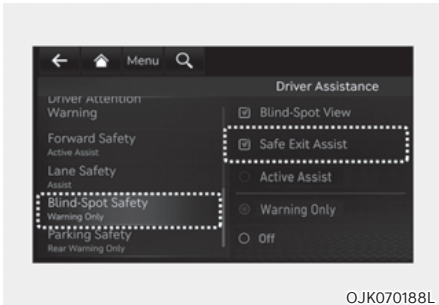 Menu
Driver Assistance
Driver Attention
Warning
Forward Safety
Active Assist
Lane Safety
Assist
Blind-Spot Safety
Warning Only
Parking Safety
Rear Warning Only
Blind-Spot View
Safe Exit Assist
Active Assist
Warning Only
Off
OJK070188L